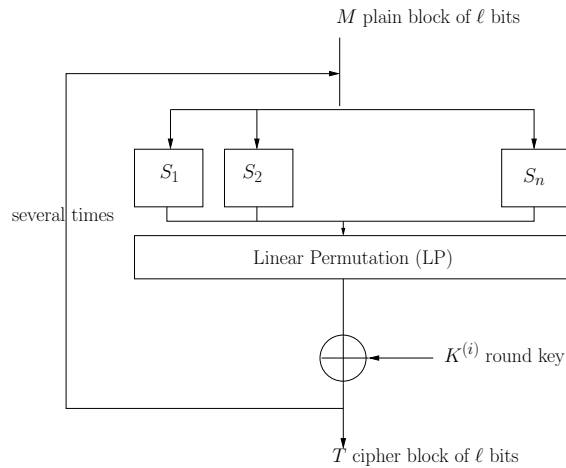 M plain block of ℓ bits
S₁ S₂ Sₙ
several times
Linear Permutation (LP)
K⁽ⁱ⁾ round key
T cipher block of ℓ bits